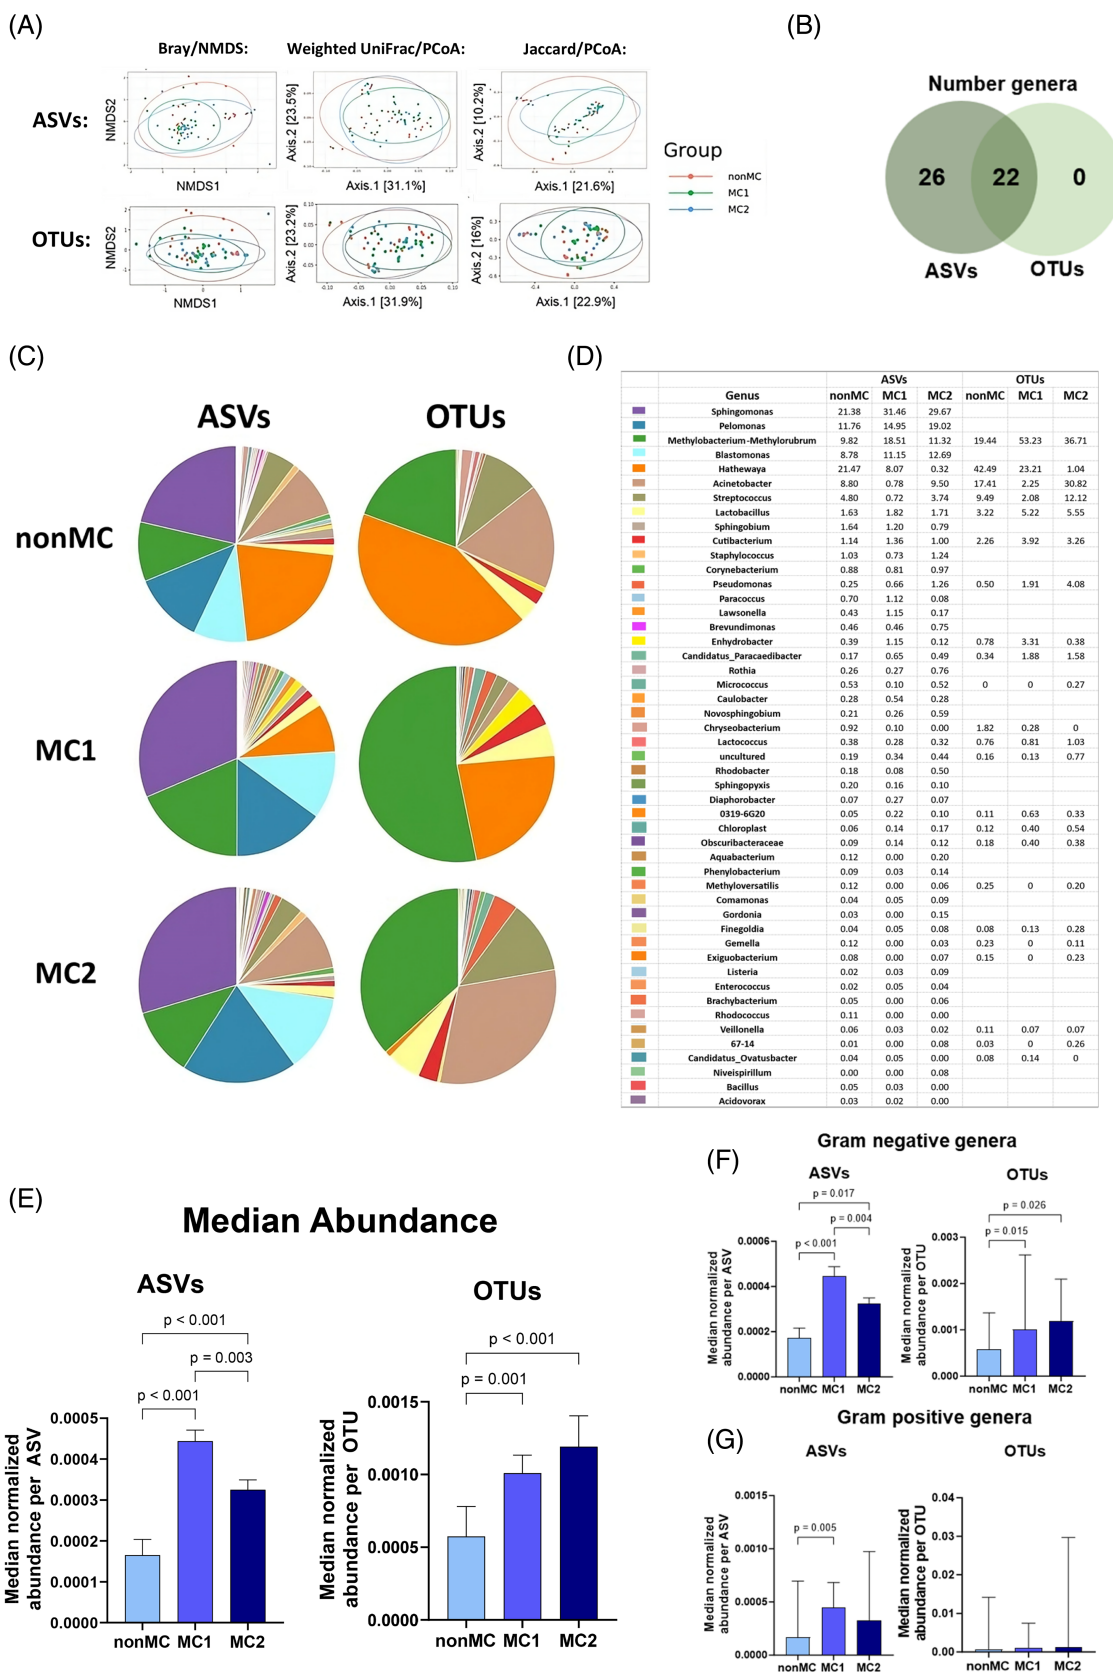 (A)
Bray/NMDS: Weighted UniFrac/PCoA: Jaccard/PCoA:
ASVs:
NMDS2
NMDS1
Axis.2 [23.5%]
Axis.1 [31.1%]
Axis.2 [10.2%]
Axis.1 [21.6%]
OTUs:
NMDS2
NMDS1
Axis.2 [23.2%]
Axis.1 [31.9%]
Axis.2 [16%]
Axis.1 [22.9%]
Group
nonMC
MC1
MC2
(B)
Number genera
26 22 0
ASVs OTUs
(C)
ASVs OTUs
nonMC
MC1
MC2
(D)
ASVs OTUs
Genus nonMC MC1 MC2 nonMC MC1 MC2
Sphingomonas 21.38 31.46 29.67
Pelomonas 11.76 14.95 19.02
Methylobacterium-Methylorubrum 9.82 18.51 11.32 19.44 53.23 36.71
Blastomonas 8.78 11.15 12.69
Hathewaya 21.47 8.07 0.32 42.49 23.21 1.04
Acinetobacter 8.80 0.78 9.50 17.41 2.25 30.82
Streptococcus 4.80 0.72 3.74 9.49 2.08 12.12
Lactobacillus 1.63 1.82 1.71 3.22 5.22 5.55
Sphingobium 1.64 1.20 0.79
Cutibacterium 1.14 1.36 1.00 2.26 3.92 3.26
Staphylococcus 1.03 0.73 1.24
Corynebacterium 0.88 0.81 0.97
Pseudomonas 0.25 0.66 1.26 0.50 1.91 4.08
Paracoccus 0.70 1.12 0.08
Lawsonella 0.43 1.15 0.17
Brevundimonas 0.46 0.46 0.75
Enhydrobacter 0.39 1.15 0.12 0.78 3.31 0.38
Candidatus_Paracaedibacter 0.17 0.65 0.49 0.34 1.88 1.58
Rothia 0.26 0.27 0.76
Micrococcus 0.53 0.10 0.52 0 0 0.27
Caulobacter 0.28 0.54 0.28
Novosphingobium 0.21 0.26 0.59
Chryseobacterium 0.92 0.10 0.00 1.82 0.28 0
Lactococcus 0.38 0.28 0.32 0.76 0.81 1.03
uncultured 0.19 0.34 0.44 0.16 0.13 0.77
Rhodobacter 0.18 0.08 0.50
Sphingopyxis 0.20 0.16 0.10
Diaphorobacter 0.07 0.27 0.07
0319-6G20 0.05 0.22 0.10 0.11 0.63 0.33
Chloroplast 0.06 0.14 0.17 0.12 0.40 0.54
Obscuribacteraceae 0.09 0.14 0.12 0.18 0.40 0.38
Aquabacterium 0.12 0.00 0.20
Phenylobacterium 0.09 0.03 0.14
Methyloversatilis 0.12 0.00 0.06 0.25 0 0.20
Comamonas 0.04 0.05 0.09
Gordonia 0.03 0.00 0.15
Finegoldia 0.04 0.05 0.08 0.08 0.13 0.28
Gemella 0.12 0.00 0.03 0.23 0 0.11
Exiguobacterium 0.08 0.00 0.07 0.15 0 0.23
Listeria 0.02 0.03 0.09
Enterococcus 0.02 0.05 0.04
Brachybacterium 0.05 0.00 0.06
Rhodococcus 0.11 0.00 0.00
Veillonella 0.06 0.03 0.02 0.11 0.07 0.07
67-14 0.01 0.00 0.08 0.03 0 0.26
Candidatus_Ovatusbacter 0.04 0.05 0.00 0.08 0.14 0
Niveispirillum 0.00 0.00 0.08
Bacillus 0.05 0.03 0.00
Acidovorax 0.03 0.02 0.00
(E)
Median Abundance
ASVs
p < 0.001
p = 0.003
p < 0.001
Median normalized
abundance per ASV
0.0005
0.0004
0.0003
0.0002
0.0001
0.0000
nonMC MC1 MC2
OTUs
p < 0.001
p = 0.001
Median normalized
abundance per OTU
0.0015
0.0010
0.0005
0.0000
nonMC MC1 MC2
(F)
Gram negative genera
ASVs
p = 0.017
p = 0.004
p < 0.001
Median normalized
abundance per ASV
0.0006
0.0004
0.0002
0.000
nonMC MC1 MC2
OTUs
p = 0.026
p = 0.015
Median normalized
abundance per OTU
0.003
0.002
0.001
0.000
nonMC MC1 MC2
(G)
Gram positive genera
ASVs
p = 0.005
Median normalized
abundance per ASV
0.0015
0.0010
0.0005
0.0000
nonMC MC1 MC2
OTUs
Median normalized
abundance per OTU
0.04
0.03
0.02
0.01
0.00
nonMC MC1 MC2